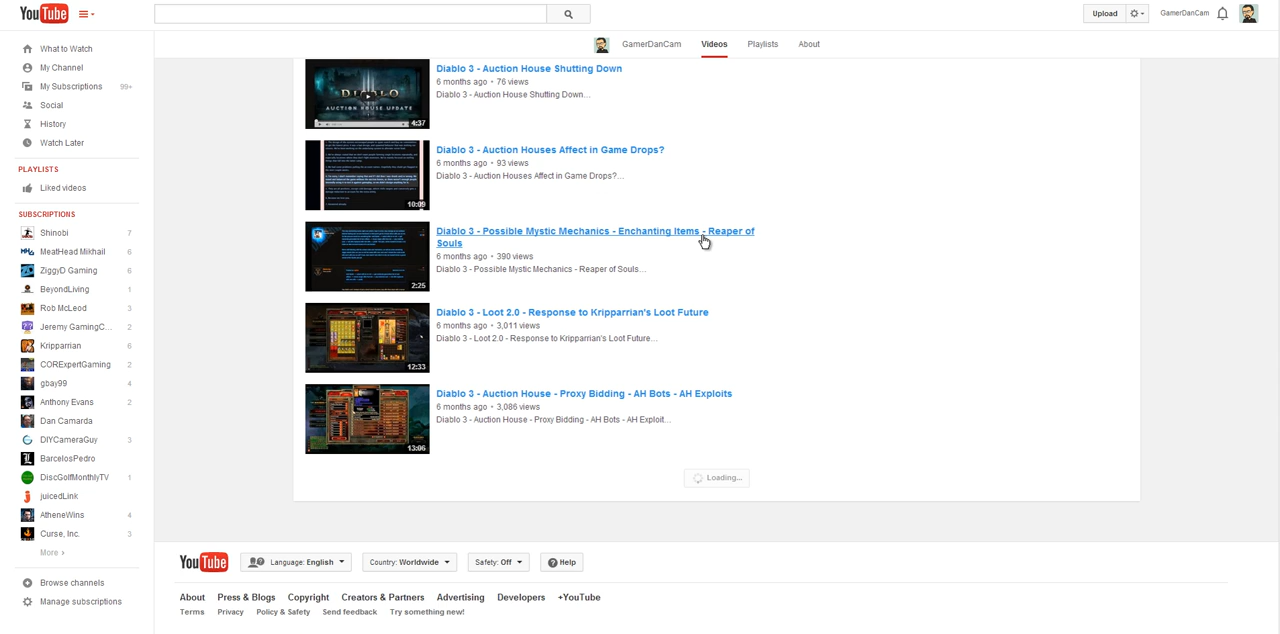 YouTube
Upload
GamerDanCam
GamerDanCam Videos Playlists About
What to Watch
My Channel
My Subscriptions 99+
Social
History
Watch Later
PLAYLISTS
Liked videos
SUBSCRIPTIONS
Shinobi 7
MeatHead Mikhail 6
ZiggyD Gaming 6
BeyondLiving 1
Rob McLeod 3
Jeremy GamingC... 2
Kripparrian 6
CORExpertGaming 2
gbay99 4
Anthony Evans 2
Dan Camarda
DIYCameraGuy 3
BarcelosPedro
DiscGolfMonthlyTV 1
juicedLink
AtheneWins 4
Curse, Inc. 3
More ›
Browse channels
Manage subscriptions
DIABLO
AUCTION HOUSE UPDATE
4:37
Diablo 3 - Auction House Shutting Down
6 months ago • 76 views
Diablo 3 - Auction House Shutting Down...
10:09
Diablo 3 - Auction Houses Affect in Game Drops?
6 months ago • 93 views
Diablo 3 - Auction Houses Affect in Game Drops?...
2:25
Diablo 3 - Possible Mystic Mechanics - Enchanting Items - Reaper of
Souls
6 months ago • 390 views
Diablo 3 - Possible Mystic Mechanics - Reaper of Souls...
12:33
Diablo 3 - Loot 2.0 - Response to Kripparrian's Loot Future
6 months ago • 3,011 views
Diablo 3 - Loot 2.0 - Response to Kripparrian's Loot Future...
13:06
Diablo 3 - Auction House - Proxy Bidding - AH Bots - AH Exploits
6 months ago • 3,086 views
Diablo 3 - Auction House - Proxy Bidding - AH Bots - AH Exploit...
Loading...
YouTube
Language: English
Country: Worldwide
Safety: Off
Help
About Press & Blogs Copyright Creators & Partners Advertising Developers +YouTube
Terms Privacy Policy & Safety Send feedback Try something new!